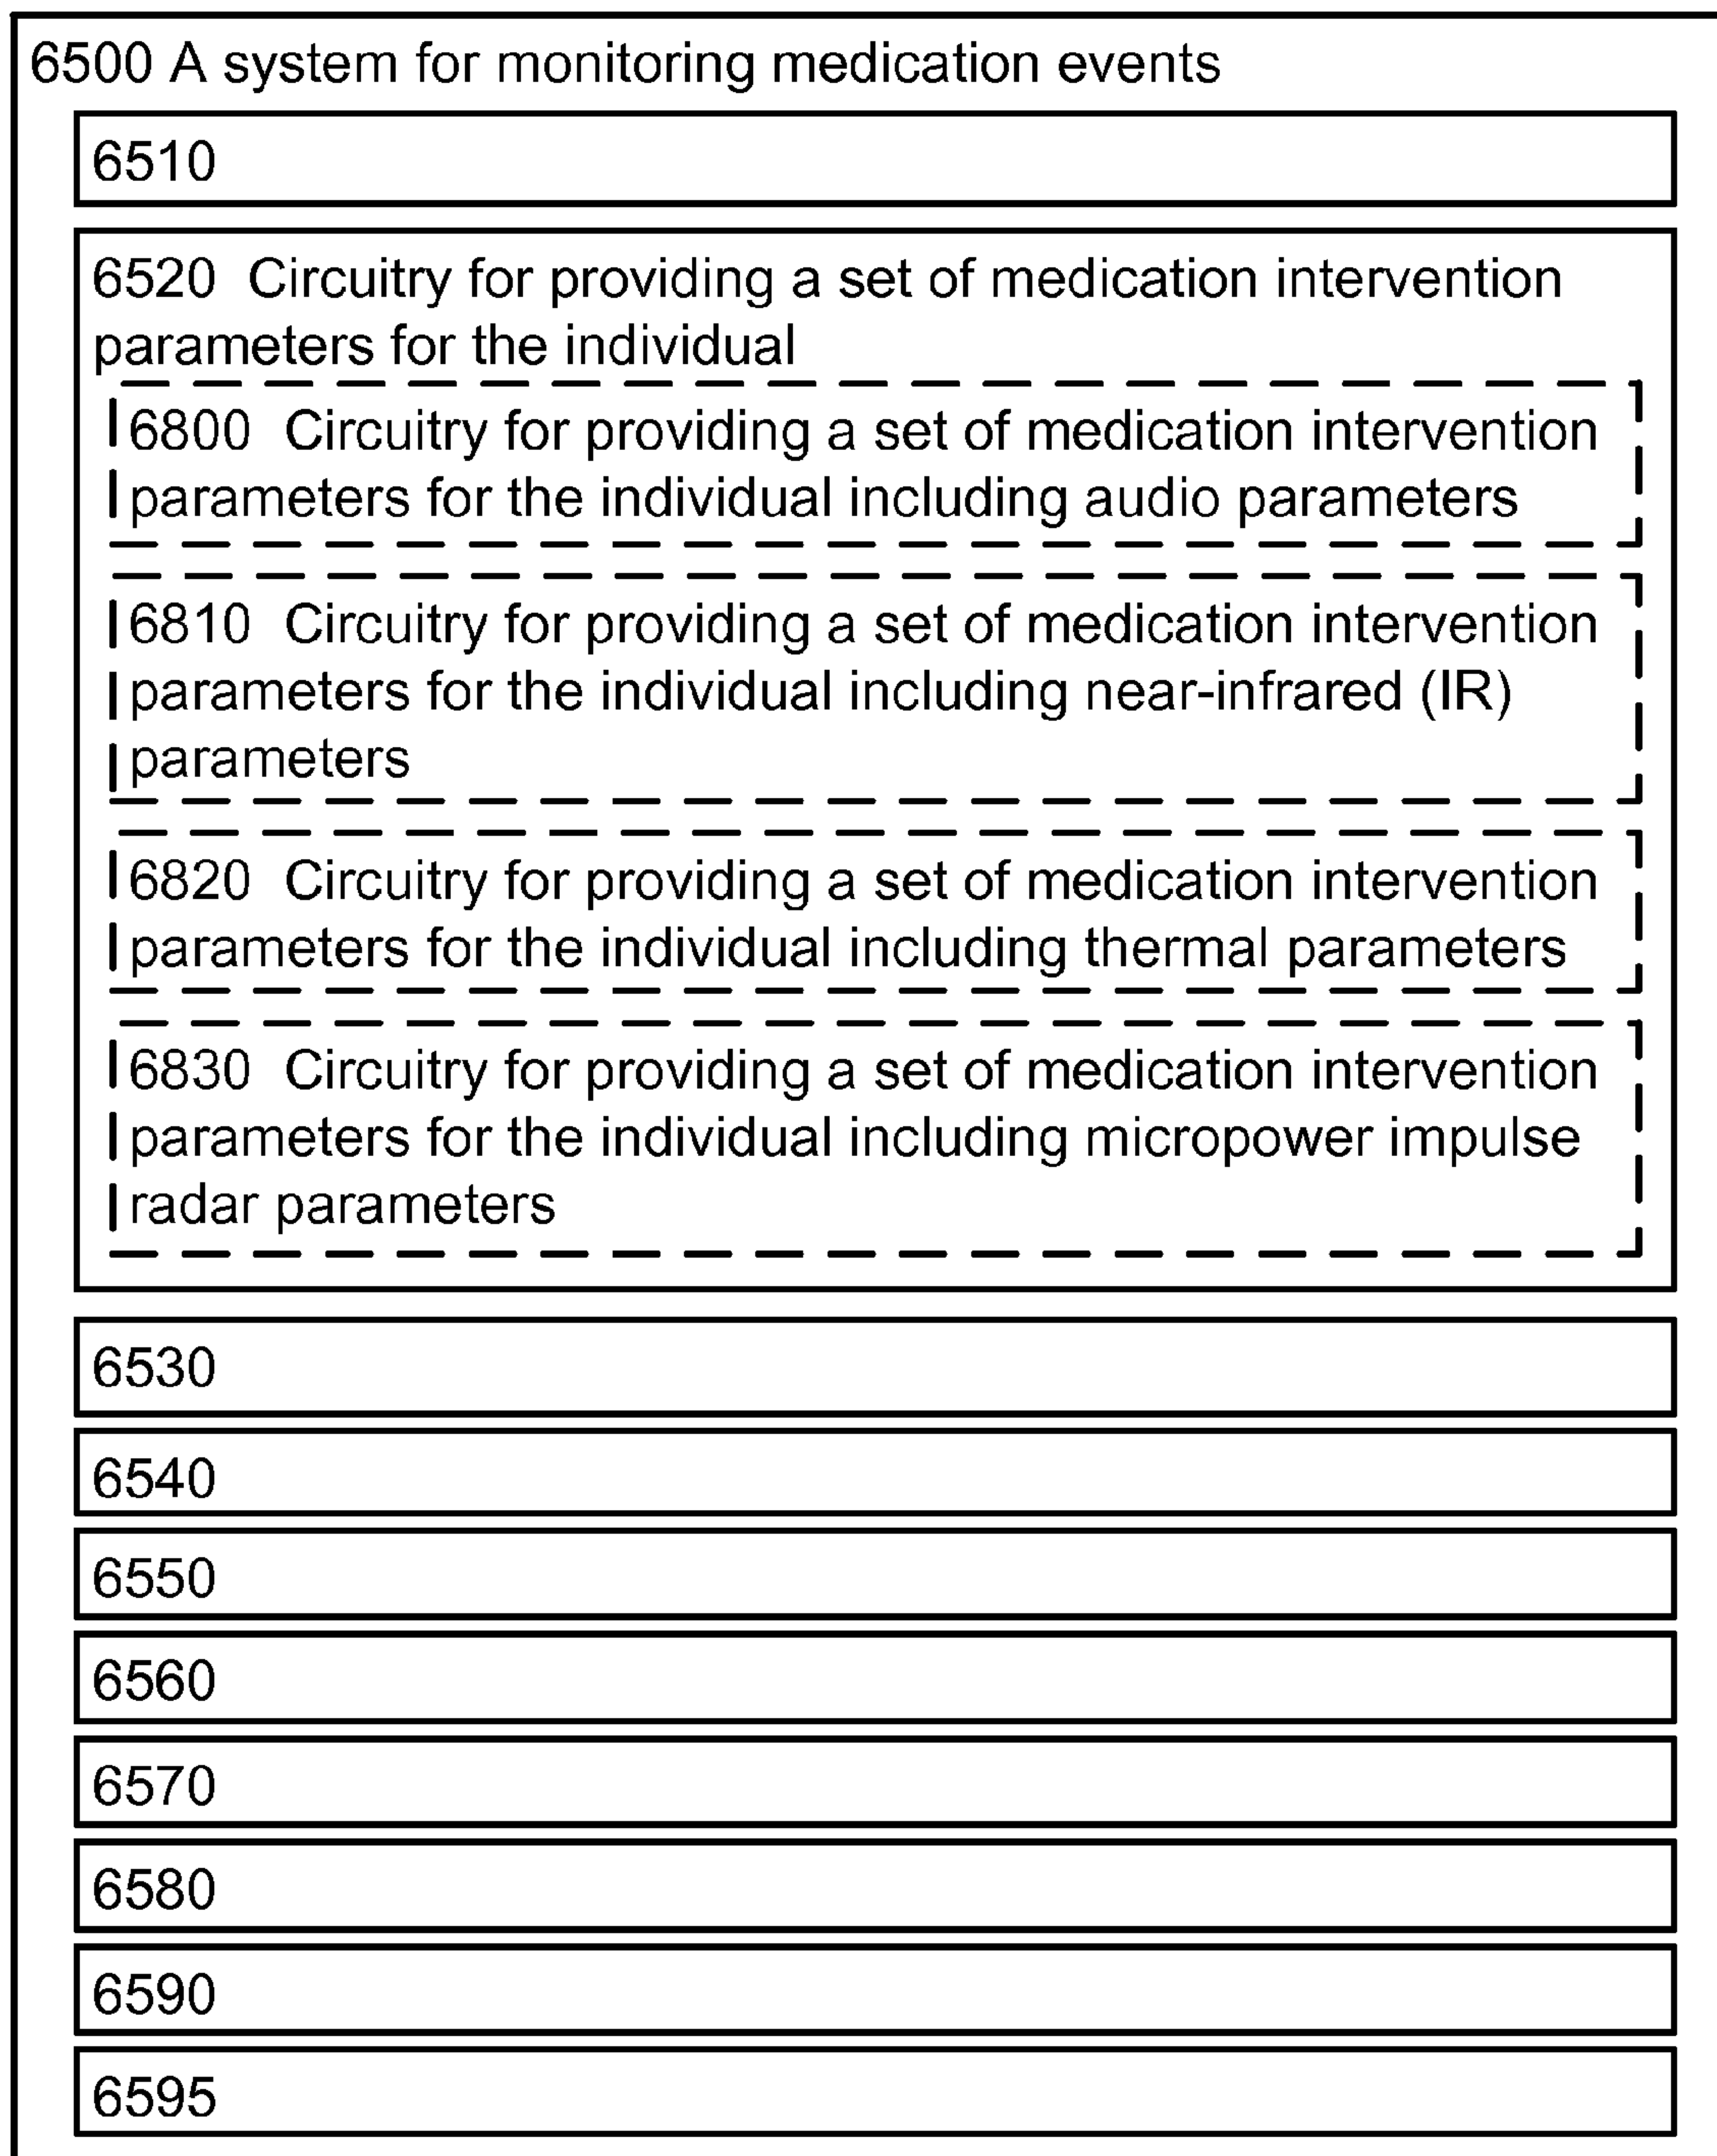 6500 A system for monitoring medication events
6510
6520 Circuitry for providing a set of medication intervention
parameters for the individual
6800 Circuitry for providing a set of medication intervention
parameters for the individual including audio parameters
6810 Circuitry for providing a set of medication intervention
parameters for the individual including near-infrared (IR)
parameters
6820 Circuitry for providing a set of medication intervention
parameters for the individual including thermal parameters
6830 Circuitry for providing a set of medication intervention
parameters for the individual including micropower impulse
radar parameters
6530
6540
6550
6560
6570
6580
6590
6595